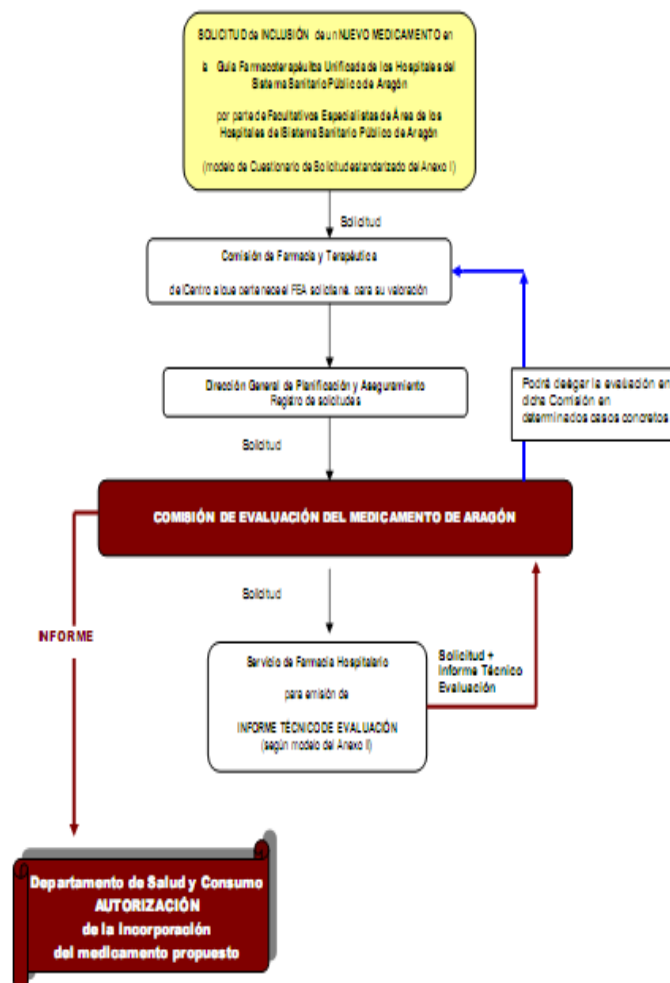 SOLICITUD de INCLUSIÓN de un NUEVO MEDICAMENTO en
la Guía Farmacoterapéutica Unificada de los Hospitales del
Sistema Sanitario Público de Aragón
por parte de Facultativos Especialistas de Área de los
Hospitales del Sistema Sanitario Público de Aragón
(modelo de Cuestionario de Solicitud estandarizado del Anexo I)
Solicitud
Comisión de Farmacia y Terapéutica
del Centro al que pertenece el FEA solicitante, para su valoración
Dirección General de Planificación y Aseguramiento
Registro de solicitudes
Podrá delegar la evaluación en
dicha Comisión en
determinados casos concretos
Solicitud
COMISIÓN DE EVALUACIÓN DEL MEDICAMENTO DE ARAGÓN
Solicitud
INFORME
Servicio de Farmacia Hospitalario
para emisión de
INFORME TÉCNICO DE EVALUACIÓN
(según modelo del Anexo II)
Solicitud +
Informe Técnico
Evaluación
Departamento de Salud y Consumo
AUTORIZACIÓN
de la incorporación
del medicamento propuesto